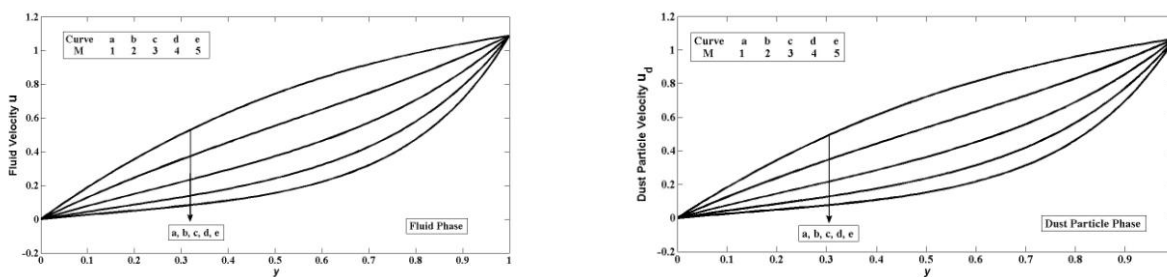 Curve a b c d e
M 1 2 3 4 5
1.2
1
0.8
0.6
0.4
0.2
0
-0.2
Fluid Velocity u
a, b, c, d, e
Fluid Phase
0 0.1 0.2 0.3 0.4 0.5 0.6 0.7 0.8 0.9 1
y
Curve a b c d e
M 1 2 3 4 5
1.2
1
0.8
0.6
0.4
0.2
0
-0.2
Dust Particle Velocity u_d
a, b, c, d, e
Dust Particle Phase
0 0.1 0.2 0.3 0.4 0.5 0.6 0.7 0.8 0.9
y